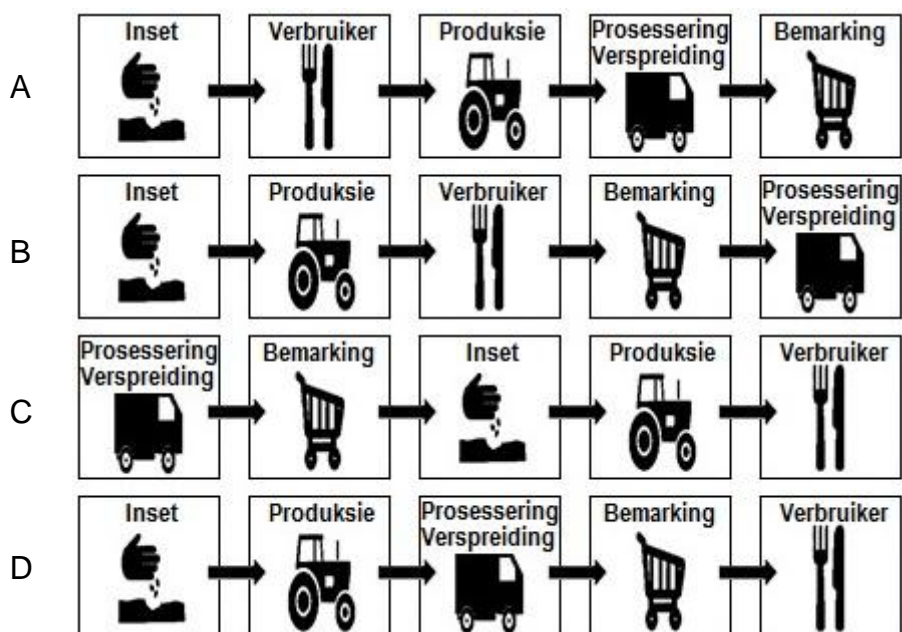 A
Inset
Verbruiker
Produksie
Prosessering
Verspreiding
Bemarking
B
Inset
Produksie
Verbruiker
Bemarking
Prosessering
Verspreiding
C
Prosessering
Verspreiding
Bemarking
Inset
Produksie
Verbruiker
D
Inset
Produksie
Prosessering
Verspreiding
Bemarking
Verbruiker